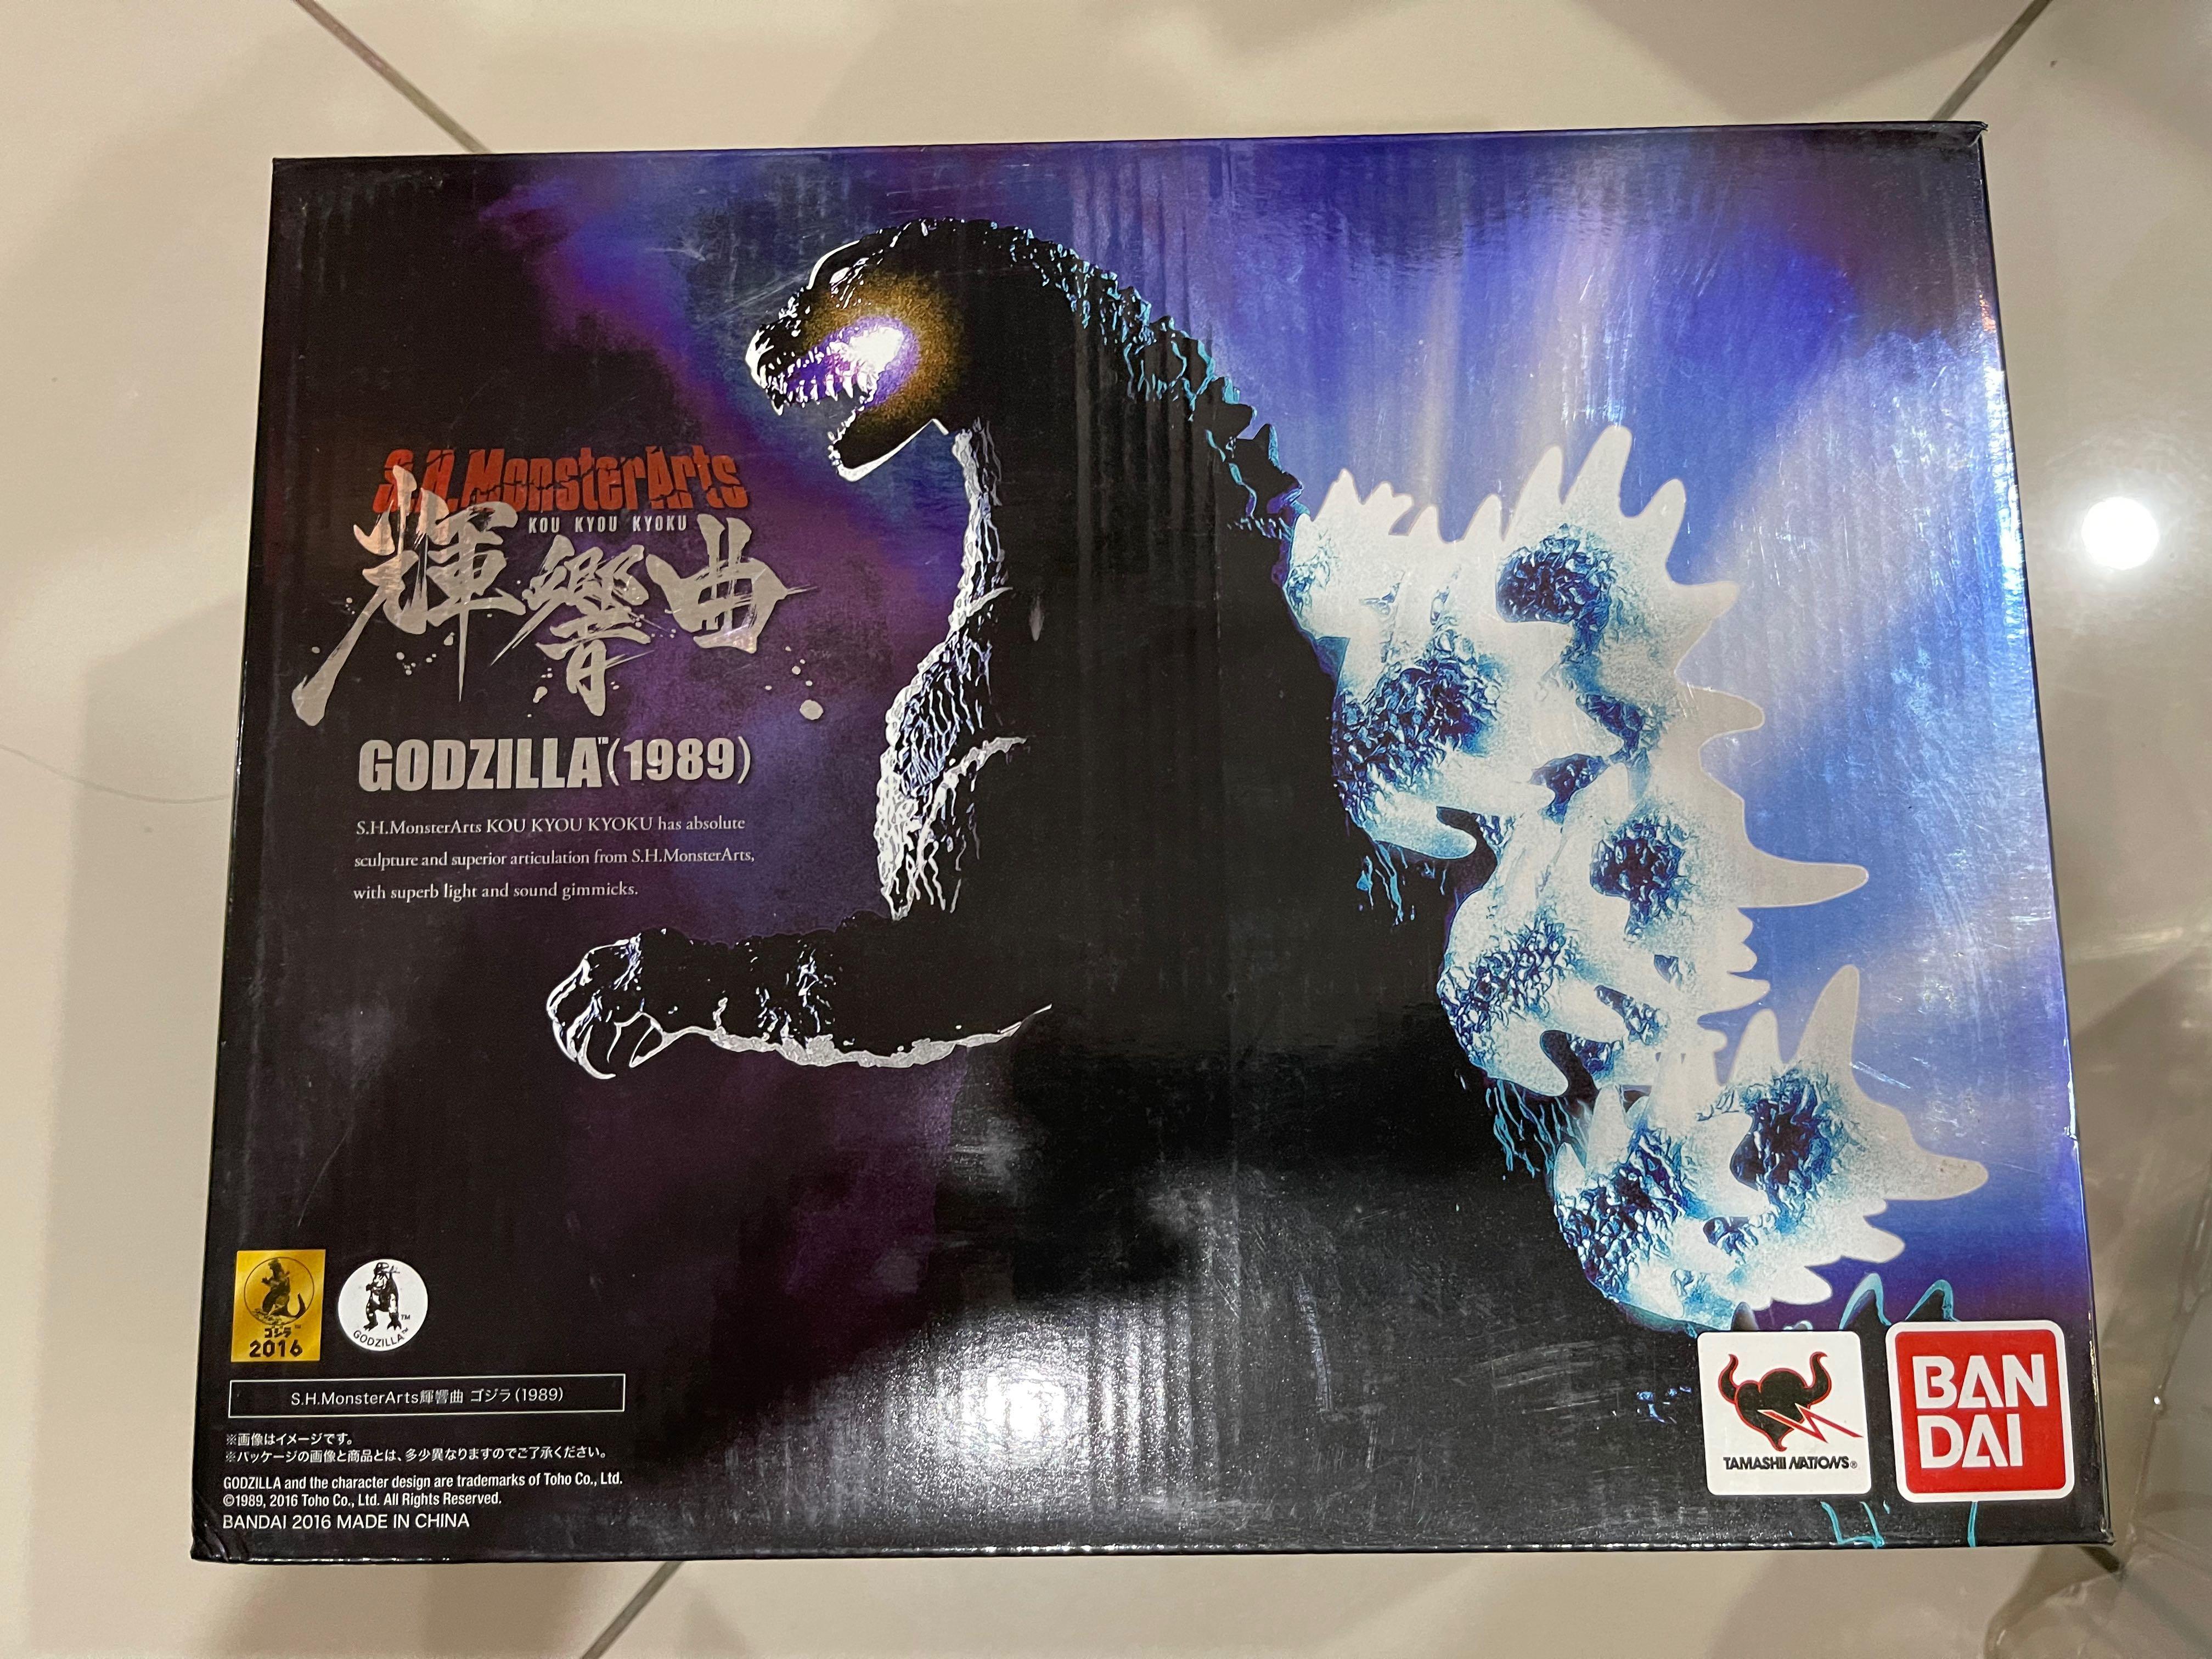 S.H.MonsterArts
KOU KYOU KYOKU
輝響曲
GODZILLA™(1989)
S.H.MonsterArts KOU KYOU KYOKU has absolute
sculpture and superior articulation from S.H.MonsterArts,
with superb light and sound gimmicks.
ゴジラ™
2016
TM
GODZILLA™
S.H.MonsterArts輝響曲 ゴジラ(1989)
※画像はイメージです。
※パッケージの画像と商品とは、多少異なりますのでご了承ください。
GODZILLA and the character design are trademarks of Toho Co., Ltd.
©1989, 2016 Toho Co., Ltd. All Rights Reserved.
BANDAI 2016 MADE IN CHINA
TAMASHII NATIONS®
BAN
DAI